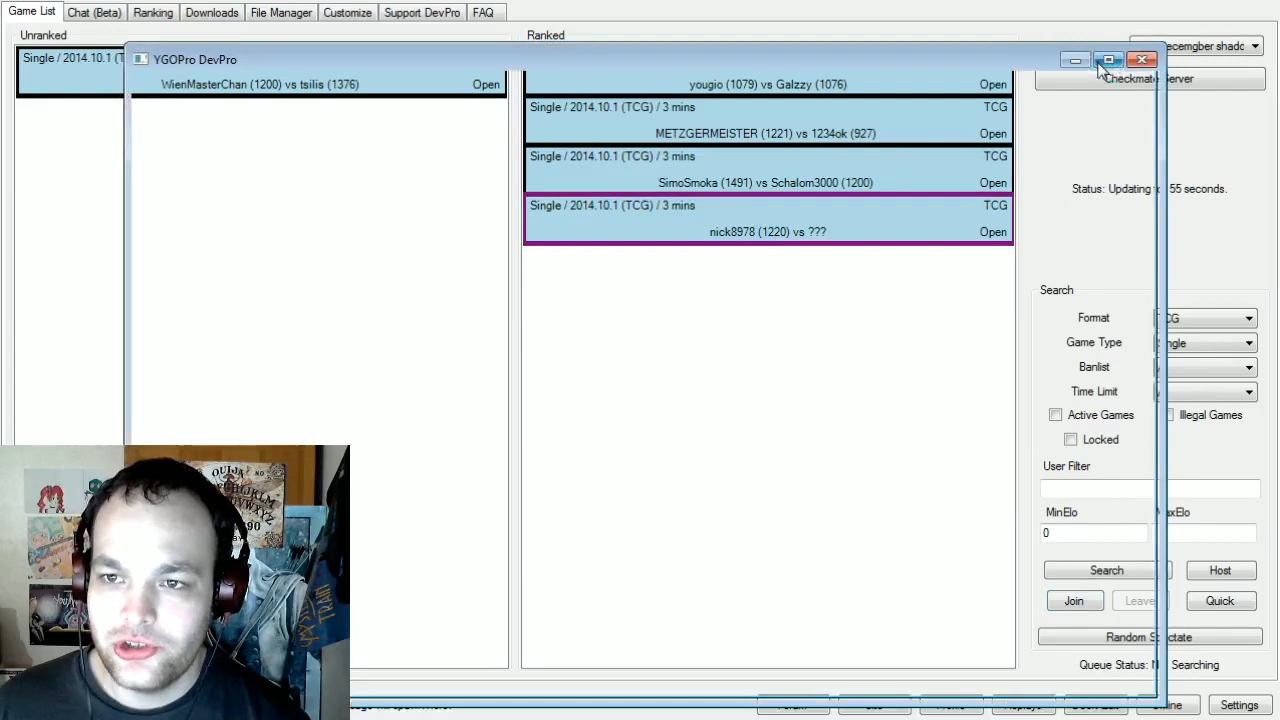 Game List
Chat (Beta)
Ranking
Downloads
File Manager
Customize
Support DevPro
FAQ
Unranked
Ranked
Single / 2014.10.1 (T
YGOPro DevPro
WienMasterChan (1200) vs tsilis (1376)
Open
yougio (1079) vs Galzzy (1076)
Open
Single / 2014.10.1 (TCG) / 3 mins
TCG
METZGERMEISTER (1221) vs 1234ok (927)
Open
Single / 2014.10.1 (TCG) / 3 mins
TCG
SimoSmoka (1491) vs Schalom3000 (1200)
Open
Single / 2014.10.1 (TCG) / 3 mins
TCG
nick8978 (1220) vs ???
Open
Checkmate Server
Status: Updating
55 seconds.
Search
Format
Game Type
Banlist
Time Limit
Active Games
Illegal Games
Locked
User Filter
MinElo
0
Search
Host
Join
Leave
Quick
Random
Queue Status:
Searching
Settings
OUIJA
NO
TRAIN